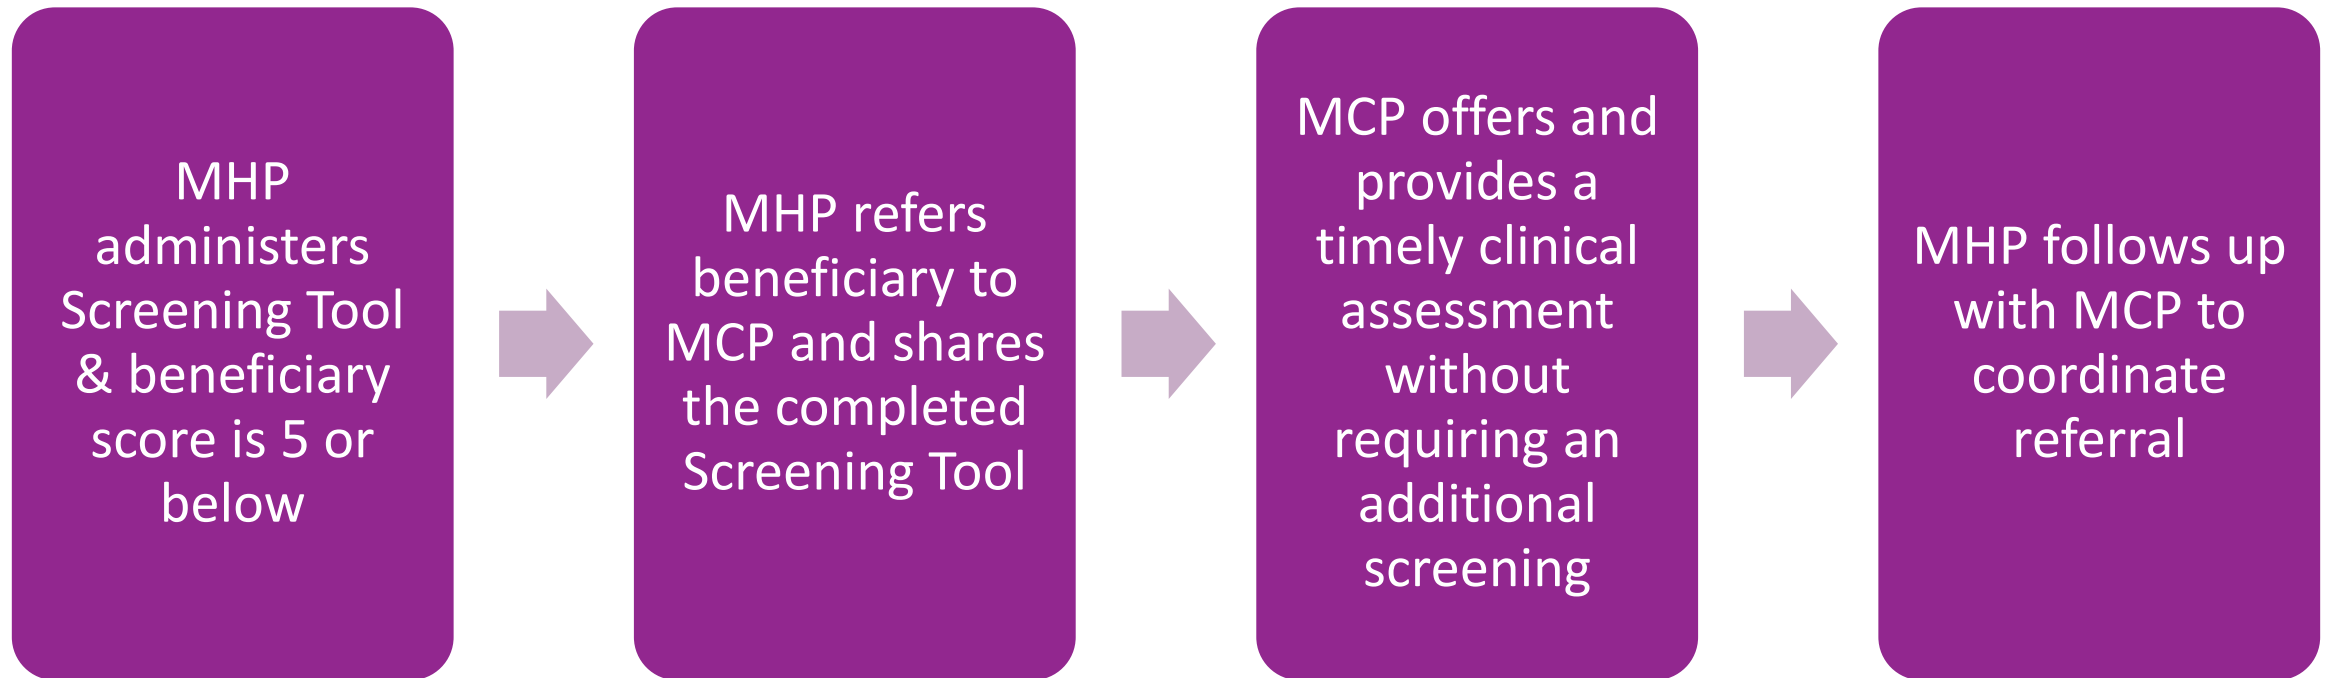 MHP
administers
Screening Tool
& beneficiary
score is 5 or
below
MHP refers
beneficiary to
MCP and shares
the completed
Screening Tool
MCP offers and
provides a
timely clinical
assessment
without
requiring an
additional
screening
MHP follows up
with MCP to
coordinate
referral